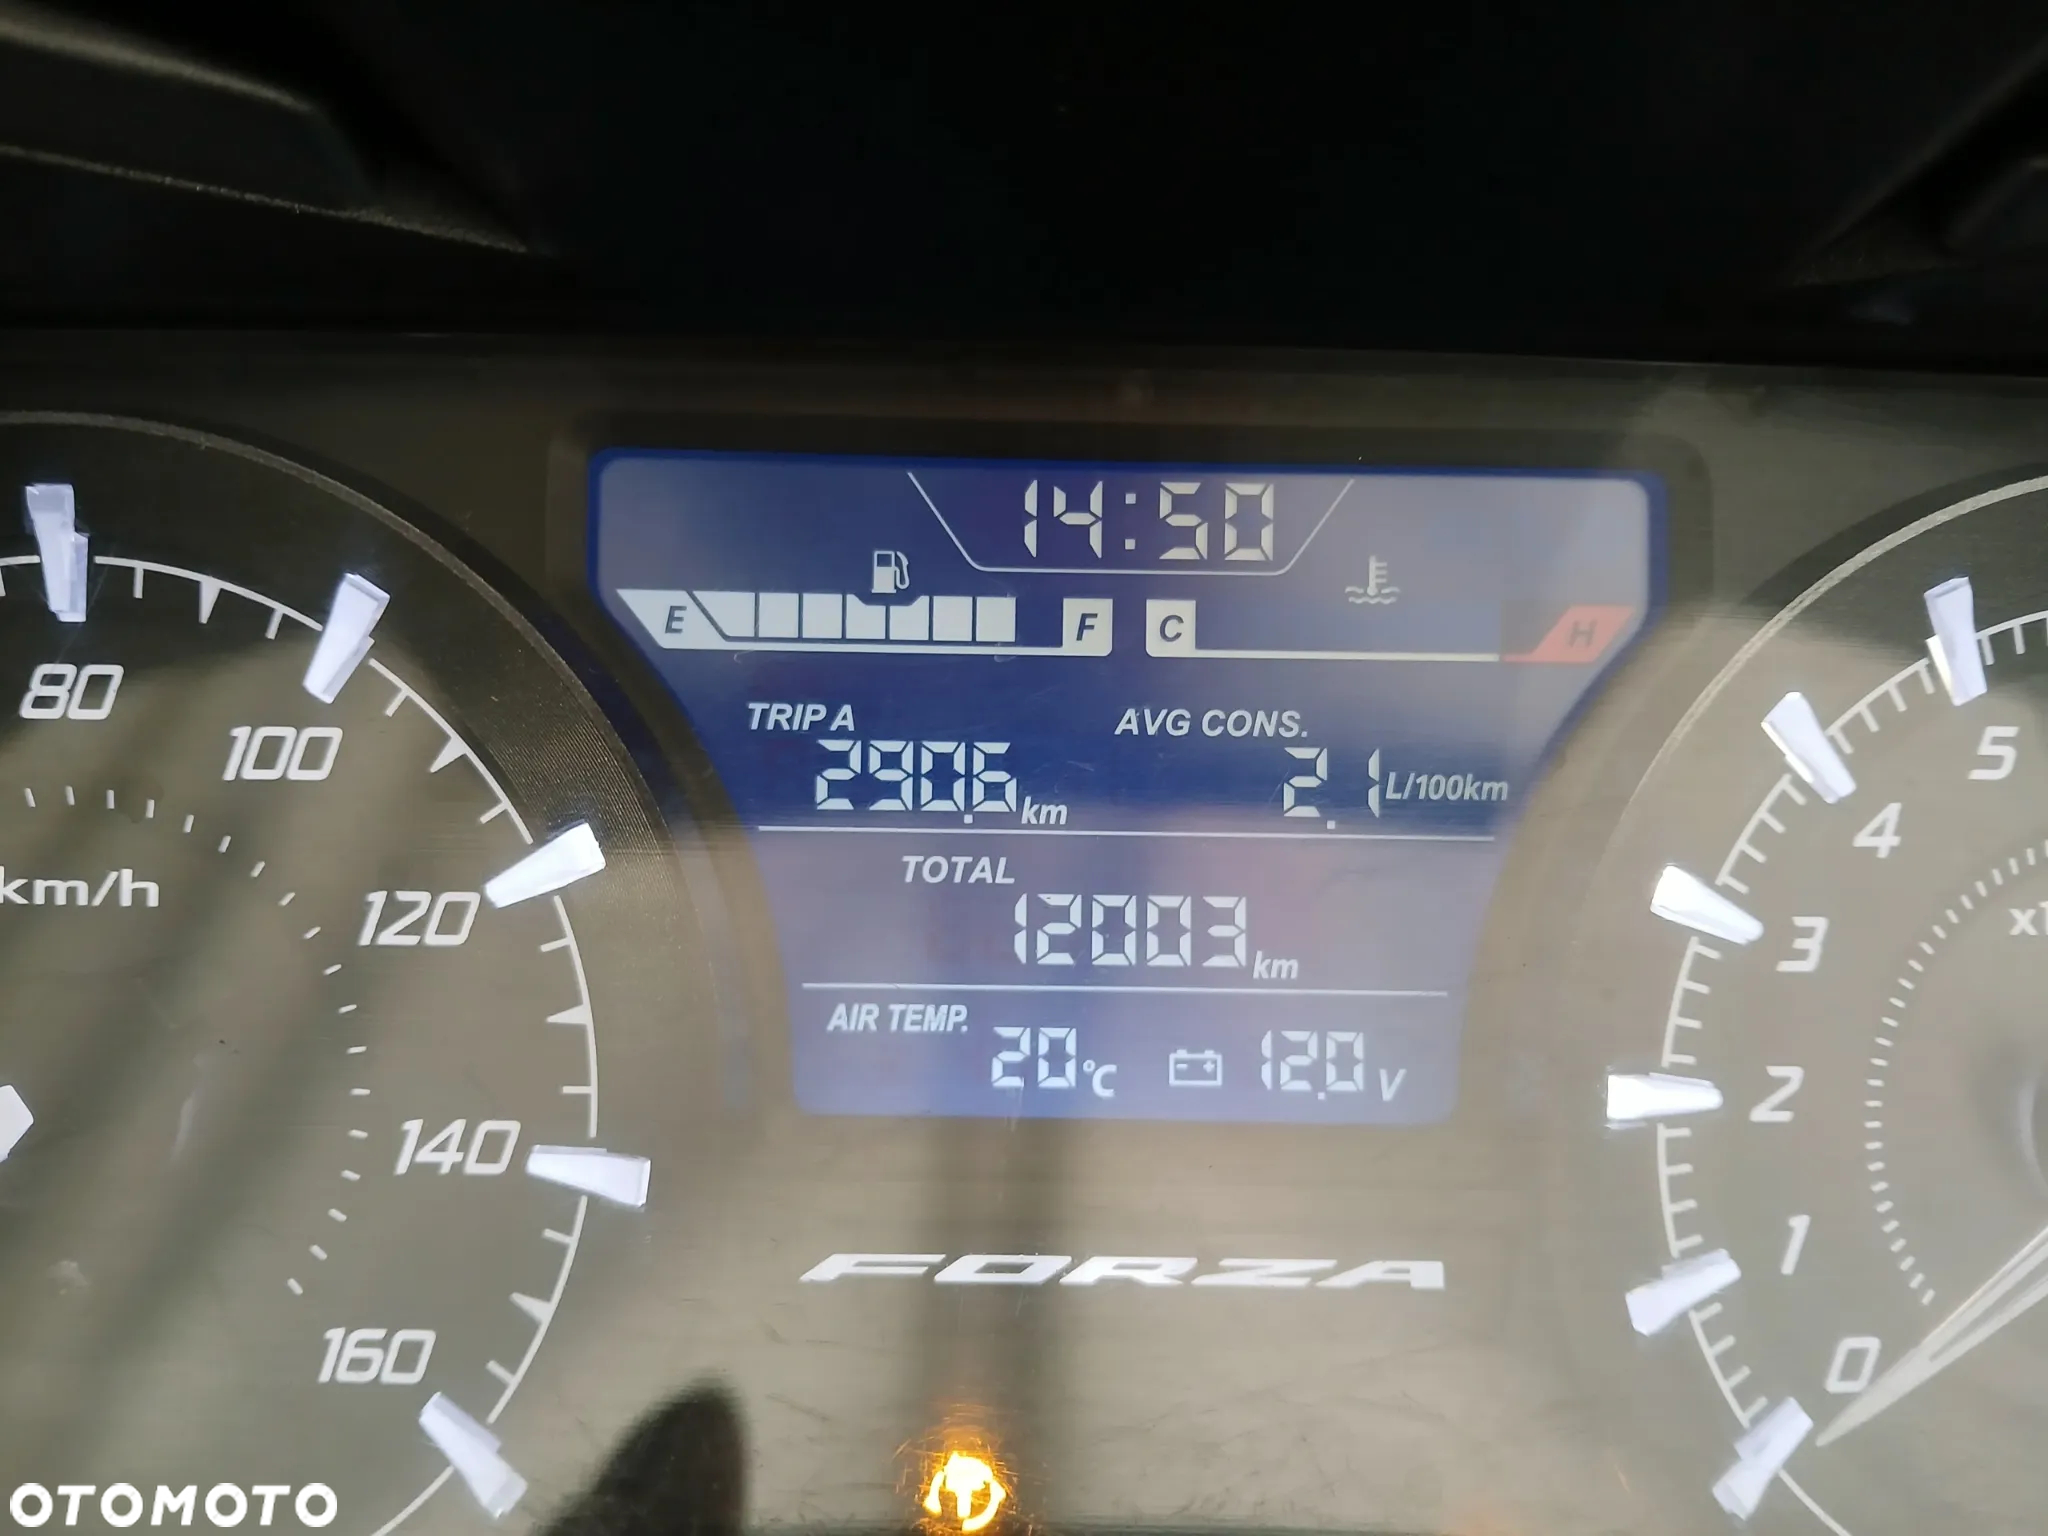 14:50
E F C H
TRIP A AVG CONS.
290.6 km 2.1 L/100km
TOTAL
12003 km
AIR TEMP.
20 °C 12.0 V
FORZA
80
100
120
140
160
km/h
5
4
3
2
1
0
OTOMOTO